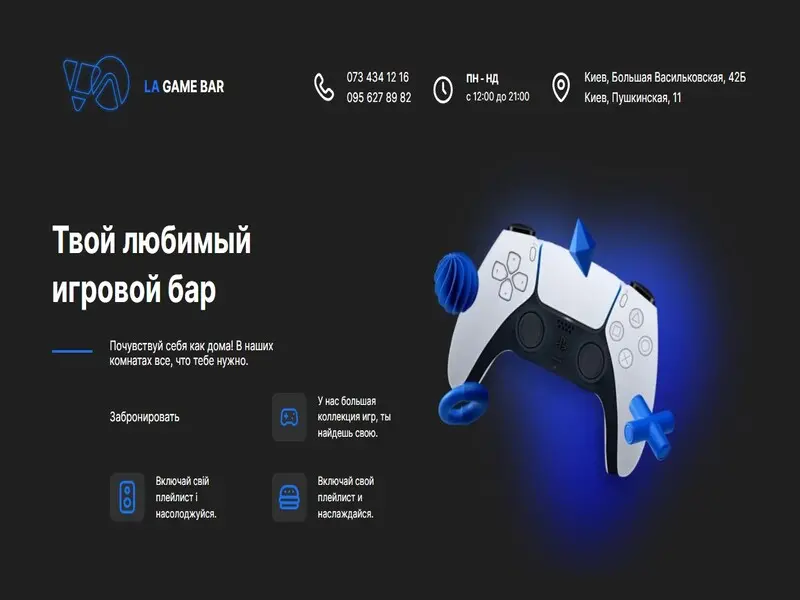 LA GAME BAR
073 434 12 16
095 627 89 82
ПН - НД
с 12:00 до 21:00
Киев, Большая Васильковская, 42Б
Киев, Пушкинская, 11
Твой любимый
игровой бар
Почувствуй себя как дома! В наших
комнатах все, что тебе нужно.
Забронировать
У нас большая
коллекция игр, ты
найдешь свою.
Включай свій
плейлист і
насолоджуйся.
Включай свой
плейлист и
наслаждайся.